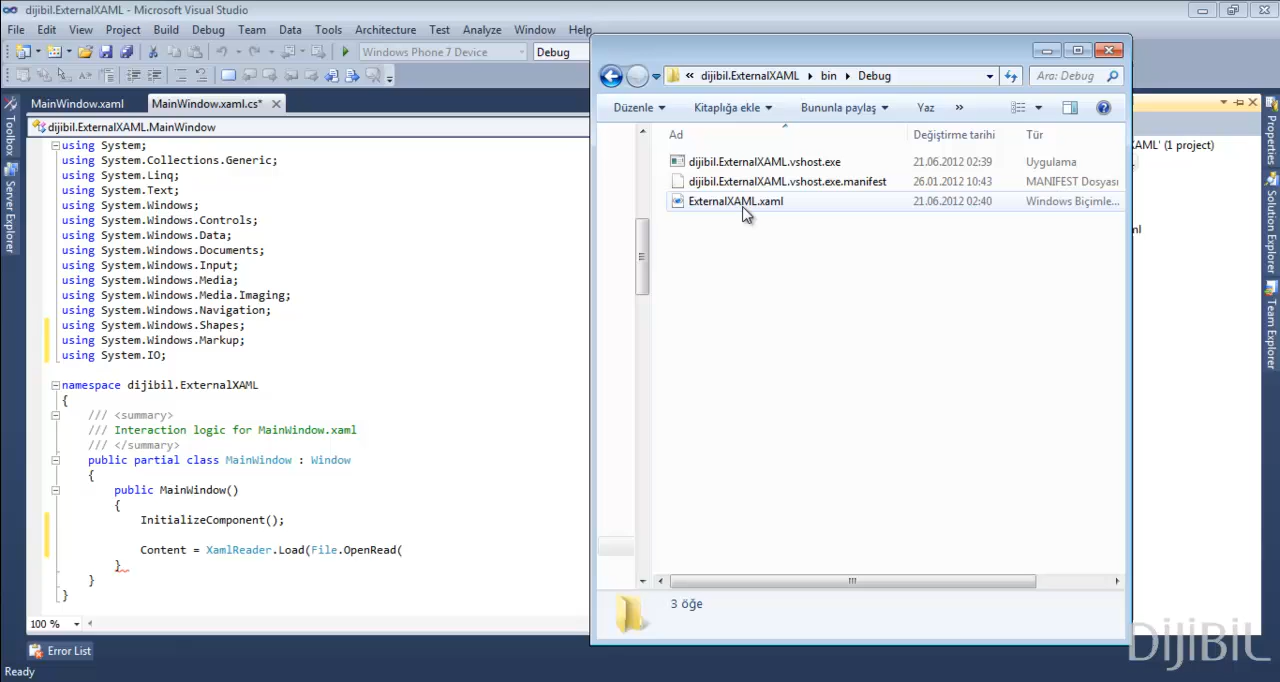 dijibil.ExternalXAML - Microsoft Visual Studio
File Edit View Project Build Debug Team Data Tools Architecture Test Analyze Window Help
Windows Phone 7 Device Debug
MainWindow.xaml MainWindow.xaml.cs*
dijibil.ExternalXAML.MainWindow
Toolbox
Server Explorer
using System;
using System.Collections.Generic;
using System.Linq;
using System.Text;
using System.Windows;
using System.Windows.Controls;
using System.Windows.Data;
using System.Windows.Documents;
using System.Windows.Input;
using System.Windows.Media;
using System.Windows.Media.Imaging;
using System.Windows.Navigation;
using System.Windows.Shapes;
using System.Windows.Markup;
using System.IO;
namespace dijibil.ExternalXAML
{
/// <summary>
/// Interaction logic for MainWindow.xaml
/// </summary>
public partial class MainWindow : Window
{
public MainWindow()
{
InitializeComponent();
Content = XamlReader.Load(File.OpenRead(
}
}
}
100 %
Error List
Ready
« dijibil.ExternalXAML bin Debug Ara: Debug
Düzenle Kitaplığa ekle Bununla paylaş Yaz »
Ad Değiştirme tarihi Tür
dijibil.ExternalXAML.vshost.exe 21.06.2012 02:39 Uygulama
dijibil.ExternalXAML.vshost.exe.manifest 26.01.2012 10:43 MANIFEST Dosyası
ExternalXAML.xaml 21.06.2012 02:40 Windows Biçimle...
3 öğe
XAML' (1 project)
ml
Properties
Solution Explorer
Team Explorer
DİJİBİL